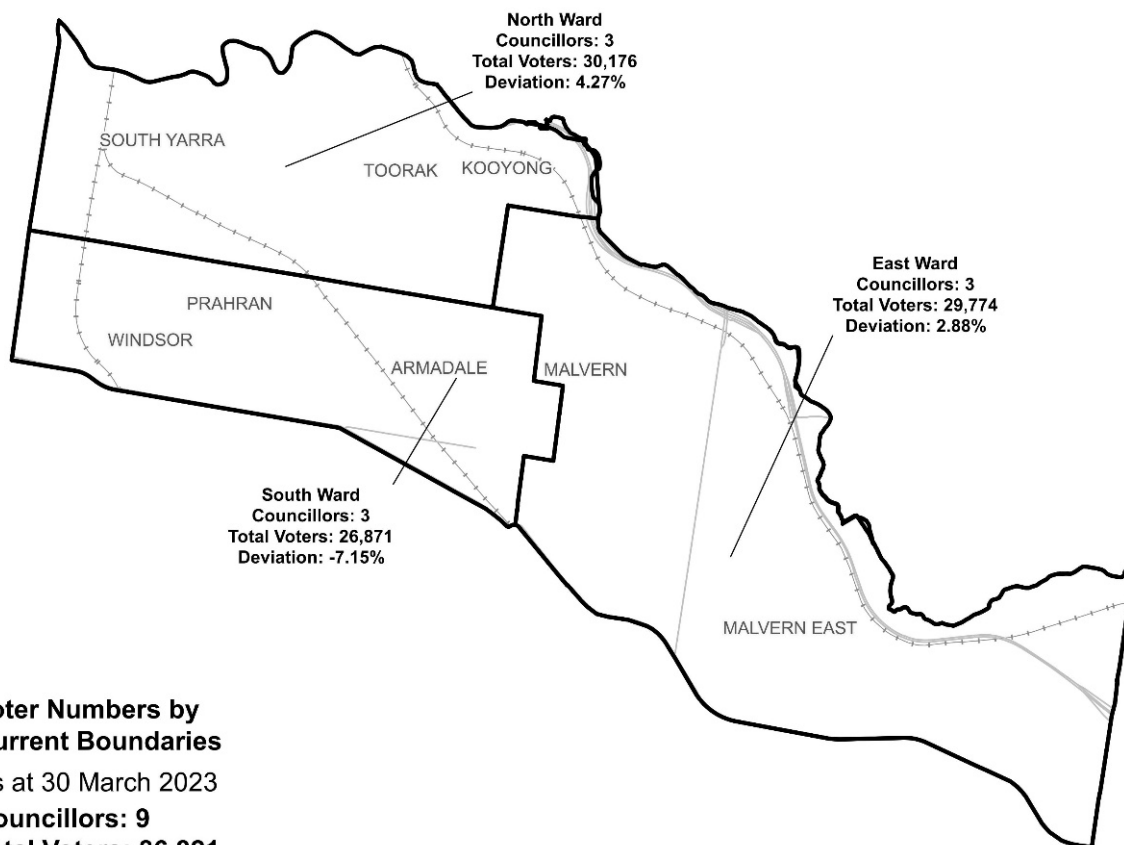 North Ward
Councillors: 3
Total Voters: 30,176
Deviation: 4.27%
SOUTH YARRA
TOORAK
KOOYONG
East Ward
Councillors: 3
Total Voters: 29,774
Deviation: 2.88%
PRAHRAN
WINDSOR
ARMADALE
MALVERN
South Ward
Councillors: 3
Total Voters: 26,871
Deviation: -7.15%
MALVERN EAST
oter Numbers by
urrent Boundaries
s at 30 March 2023
ouncillors: 9